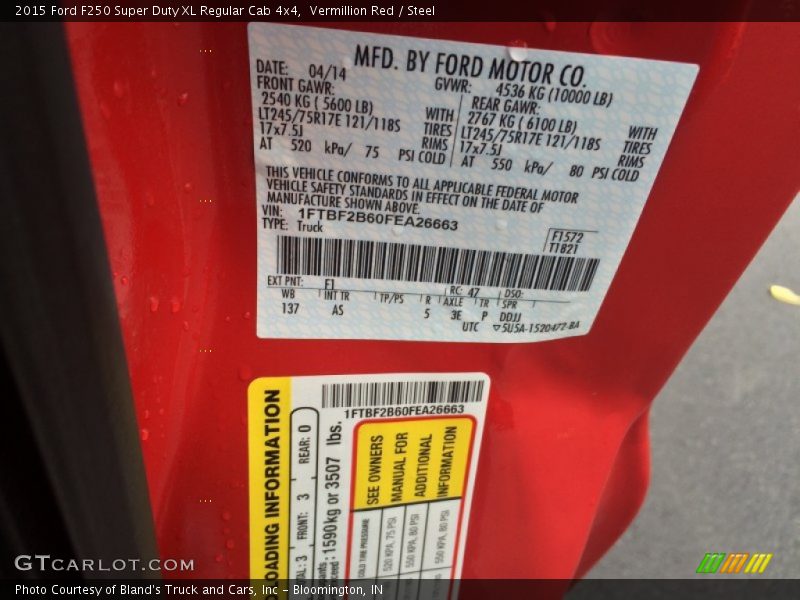 2015 Ford F250 Super Duty XL Regular Cab 4x4, Vermillion Red / Steel
MFD. BY FORD MOTOR CO.
DATE: 04/14
GVWR: 4536 KG (10000 LB)
FRONT GAWR:
2540 KG ( 5600 LB)
WITH
LT245/75R17E 121/118S
TIRES
17x7.5J
RIMS
AT 520 kPa/ 75 PSI COLD
REAR GAWR:
2767 KG ( 6100 LB)
WITH
LT245/75R17E 121/118S
TIRES
17x7.5J
RIMS
AT 550 kPa/ 80 PSI COLD
THIS VEHICLE CONFORMS TO ALL APPLICABLE FEDERAL MOTOR
VEHICLE SAFETY STANDARDS IN EFFECT ON THE DATE OF
MANUFACTURE SHOWN ABOVE.
VIN: 1FTBF2B60FEA26663
TYPE: Truck
F1572
T1821
EXT PNT: F1 RC: 47 DSO:
WB INT TR TP/PS R AXLE TR SPR
137 AS 5 3E P DDJJ
UTC 5U5A-1520472-BA
1FTBF2B60FEA26663
LOADING INFORMATION
REAR: 0
FRONT: 3
TAL: 3
1590kg or 3507 lbs.
SEE OWNERS
MANUAL FOR
ADDITIONAL
INFORMATION
COLD TIRE PRESSURE
520 KPA, 75 PSI
550 KPA, 80 PSI
550 KPA, 80 PSI
GTCARLOT.COM
Photo Courtesy of Bland's Truck and Cars, Inc - Bloomington, IN